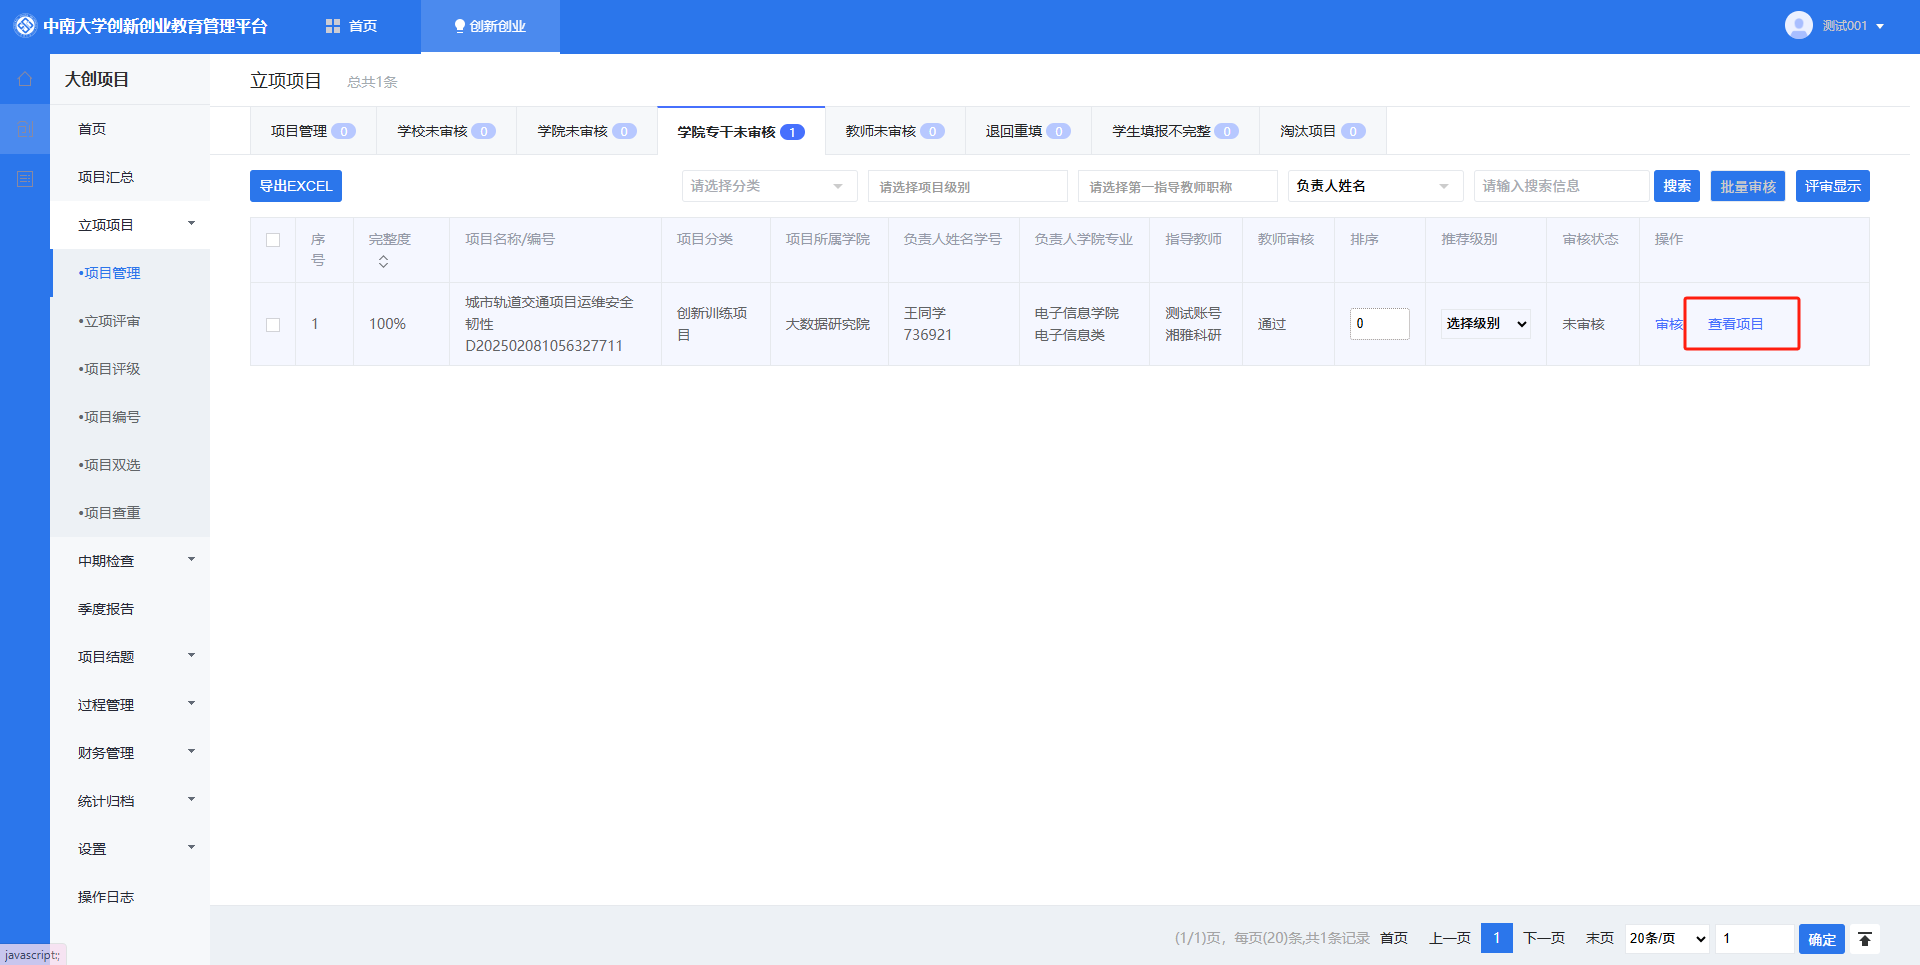 中南大学创新创业教育管理平台
首页
创新创业
测试001
大创项目
首页
项目汇总
立项项目
•项目管理
•立项评审
•项目评级
•项目编号
•项目双选
•项目查重
中期检查
季度报告
项目结题
过程管理
财务管理
统计归档
设置
操作日志
立项项目 总共1条
项目管理 0
学校未审核 0
学院未审核 0
学院专干未审核 1
教师未审核 0
退回重填 0
学生填报不完整 0
淘汰项目 0
导出EXCEL
请选择分类
请选择项目级别
请选择第一指导教师职称
负责人姓名
请输入搜索信息
搜索
批量审核
评审显示
序
号
完整度
项目名称/编号
项目分类
项目所属学院
负责人姓名学号
负责人学院专业
指导教师
教师审核
排序
推荐级别
审核状态
操作
1
100%
城市轨道交通项目运维安全
韧性
D202502081056327711
创新训练项
目
大数据研究院
王同学
736921
电子信息学院
电子信息类
测试账号
湘雅科研
通过
0
选择级别
未审核
审核
查看项目
(1/1)页，每页(20)条,共1条记录
首页
上一页
1
下一页
末页
20条/页
1
确定
javascript:;